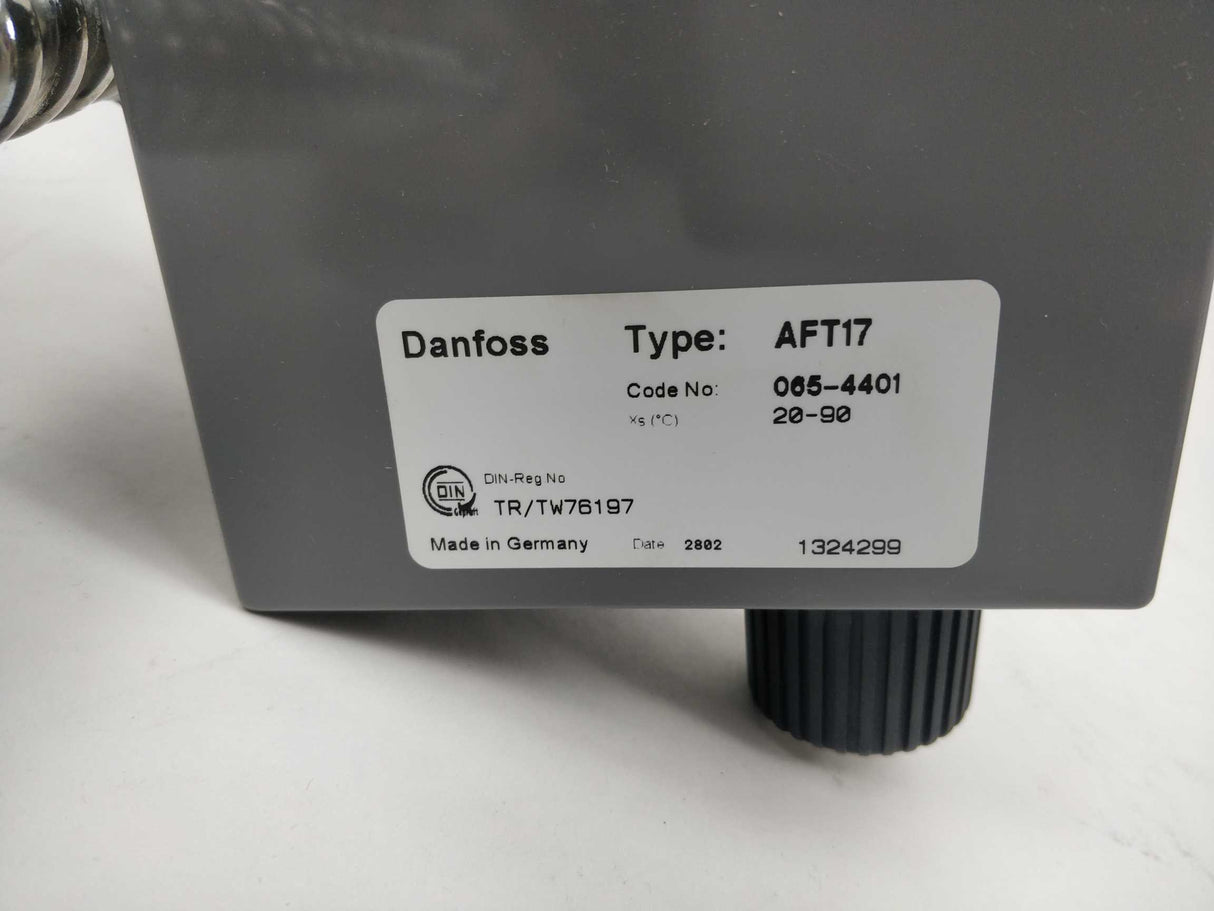 Danfoss Type: AFT17
Code No: 065-4401
Xs (°C) 20-90
DIN
DIN-Reg No
TR/TW76197
Made in Germany Date 2802 1324299